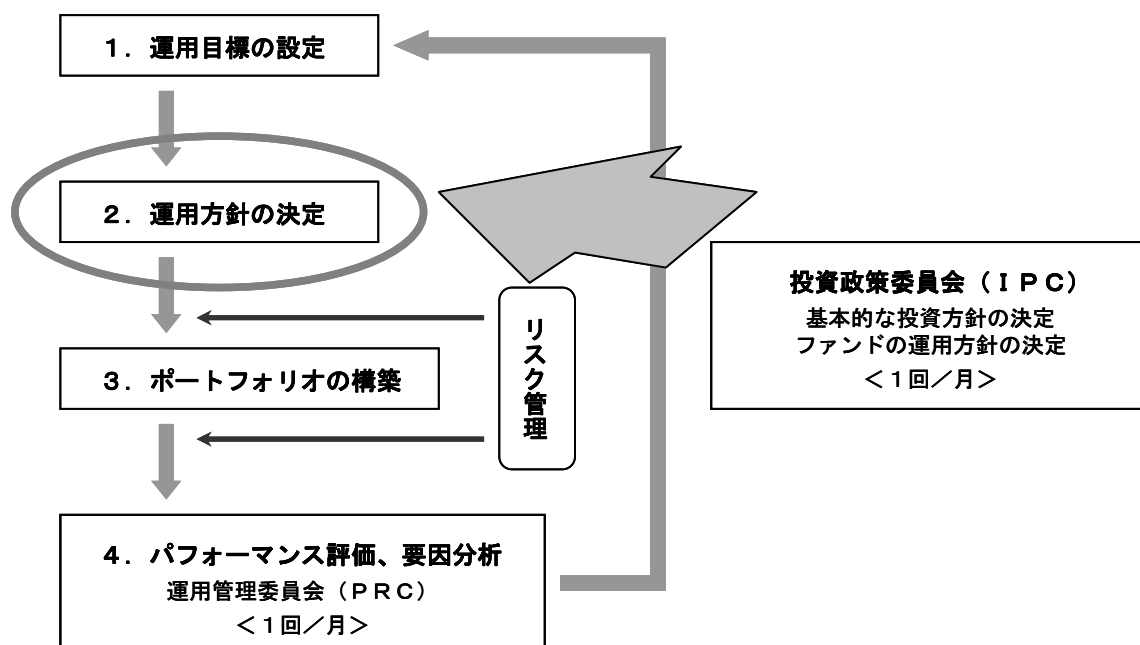 １．運用目標の設定
２．運用方針の決定
投資政策委員会（ＩＰＣ）
基本的な投資方針の決定
ファンドの運用方針の決定
＜１回／月＞
リスク管理
３．ポートフォリオの構築
４．パフォーマンス評価、要因分析
運用管理委員会（ＰＲＣ）
＜１回／月＞